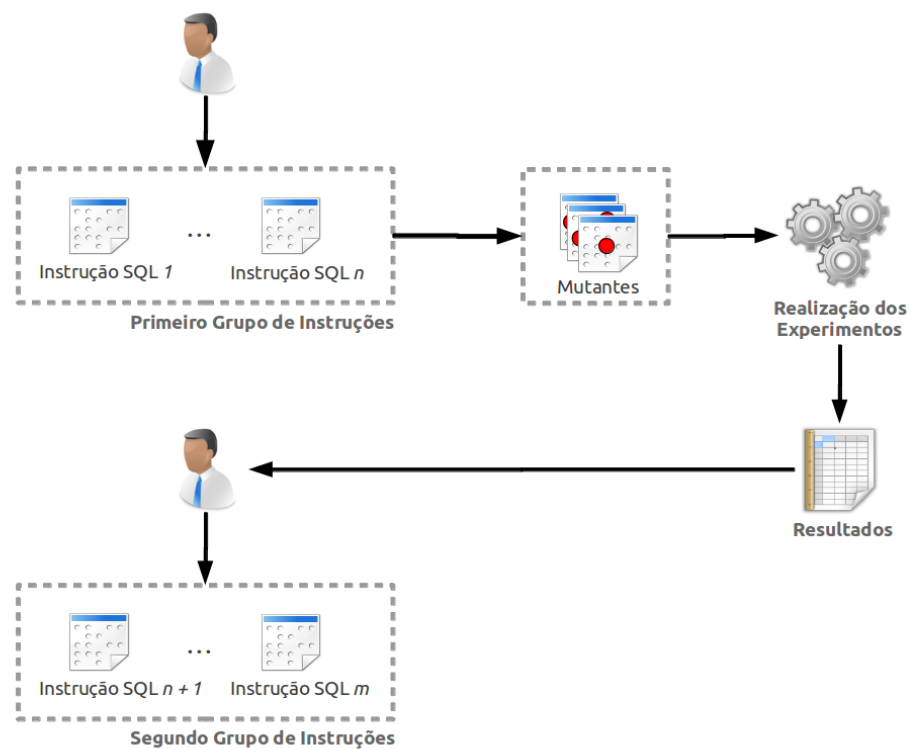 ...
Instrução SQL 1
Instrução SQL n
Primeiro Grupo de Instruções
Mutantes
Realização dos
Experimentos
Resultados
...
Instrução SQL n + 1
Instrução SQL m
Segundo Grupo de Instruções